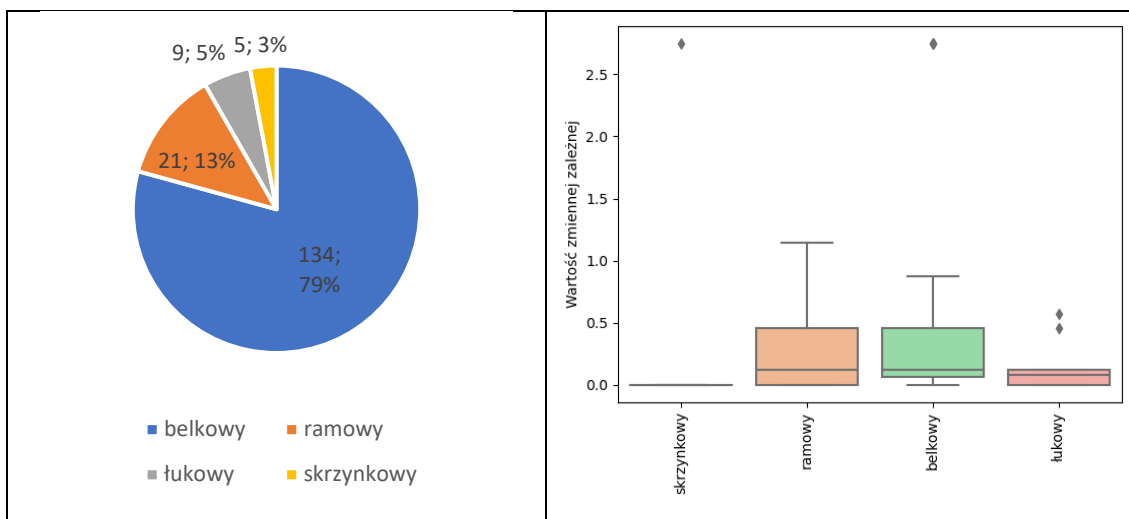 9; 5%
5; 3%
21; 13%
134;
79%
belkowy
ramowy
łukowy
skrzynkowy
Wartość zmiennej zależnej
2.5
2.0
1.5
1.0
0.5
0.0
skrzynkowy
ramowy
belkowy
łukowy